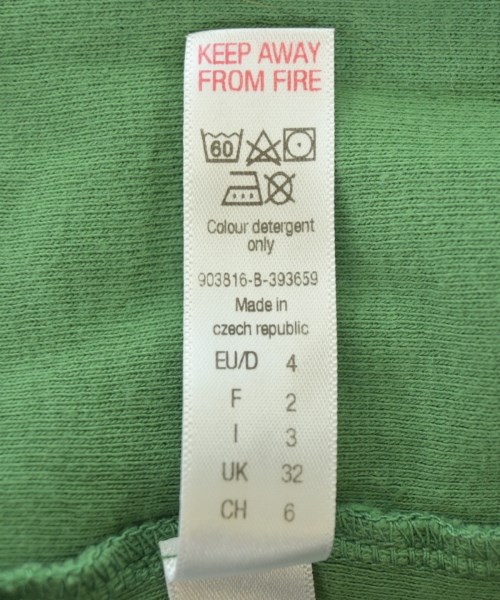 KEEP AWAY
FROM FIRE
60
Colour detergent
only
903816-B-393659
Made in
czech republic
EU/D 4
F 2
I 3
UK 32
CH 6